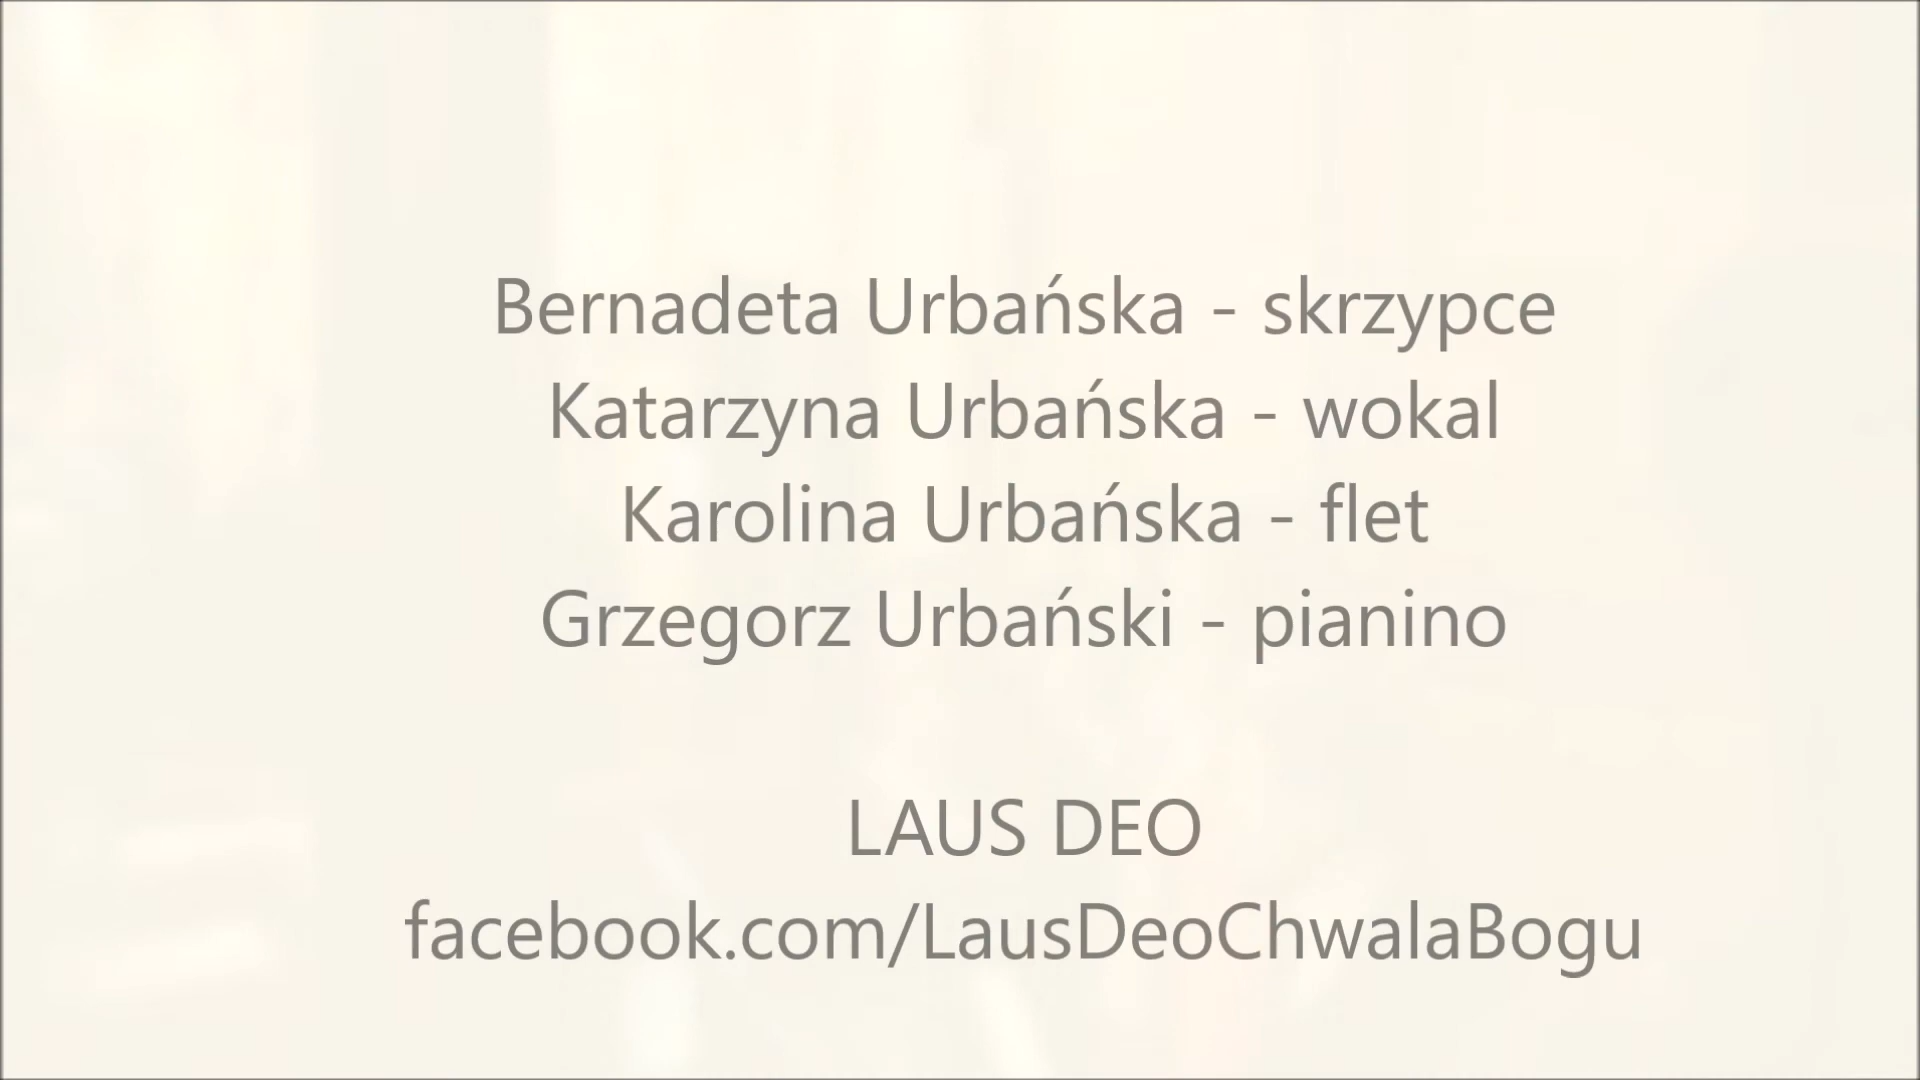 Bernadeta Urbańska - skrzypce
Katarzyna Urbańska - wokal
Karolina Urbańska - flet
Grzegorz Urbański - pianino
LAUS DEO
facebook.com/LausDeoChwalaBogu